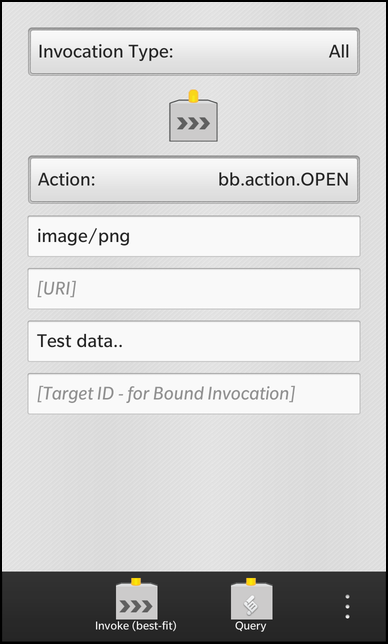 Invocation Type: All
Action: bb.action.OPEN
image/png
[URI]
Test data..
[Target ID - for Bound Invocation]
Invoke (best-fit) Query